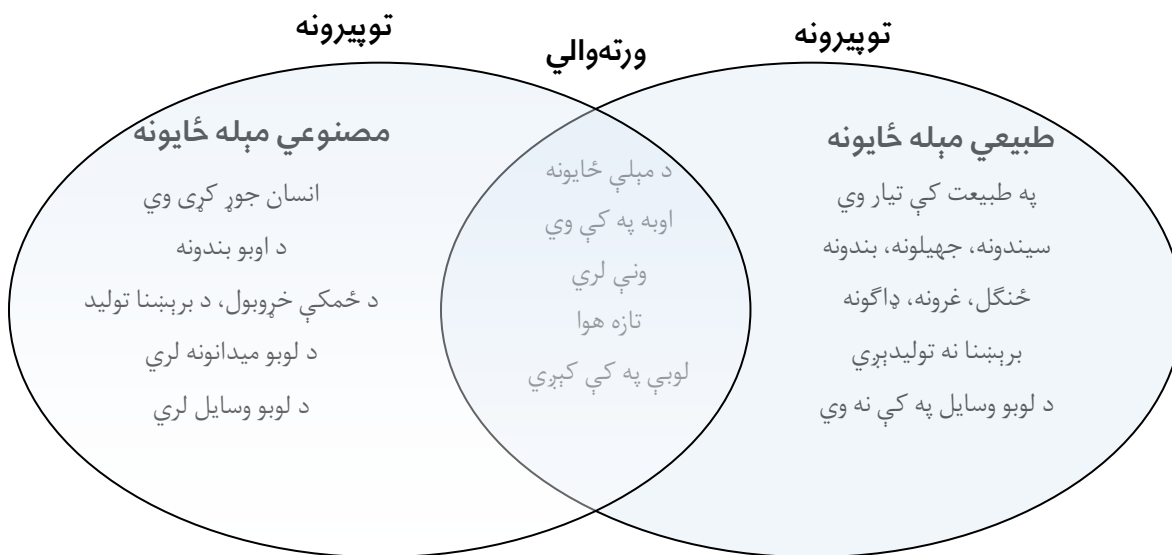 توپیرونه
ورته‌والي
توپیرونه
طبیعي مېله ځایونه
په طبیعت کې تیار وي
سیندونه، جهیلونه، بندونه
ځنګل، غرونه، ډاګونه
برېښنا نه تولیدېږي
د لوبو وسایل په کې نه وي
د مېلې ځایونه
اوبه په کې وي
ونې لري
تازه هوا
لوبې په کې کېږي
مصنوعي مېله ځایونه
انسان جوړ کړی وي
د اوبو بندونه
د ځمکې خړوبول، د برېښنا تولید
د لوبو میدانونه لري
د لوبو وسایل لري